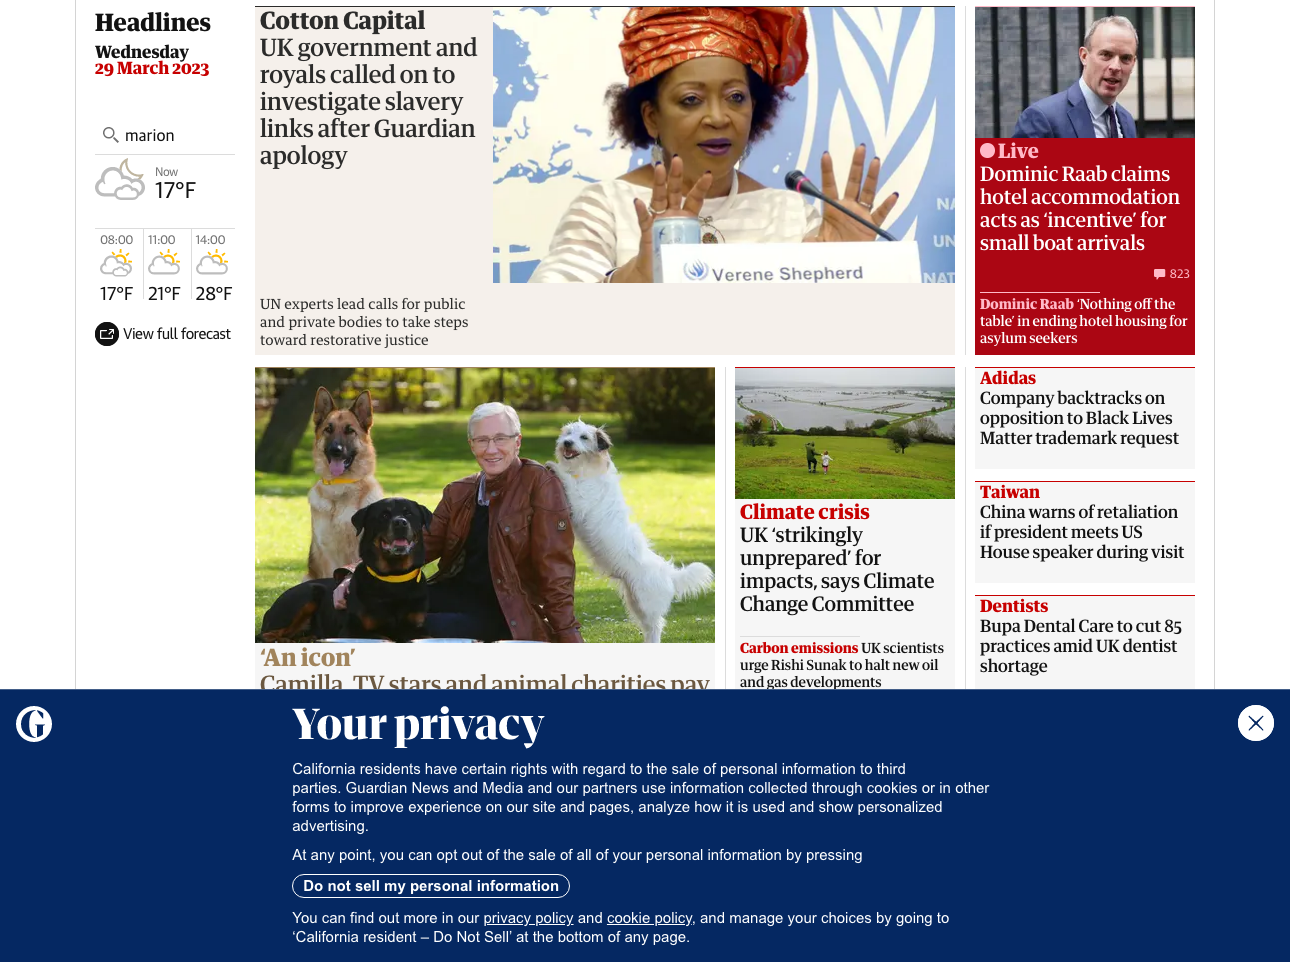 Headlines
Wednesday
29 March 2023
marion
Now
17°F
08:00
11:00
14:00
17°F
21°F
28°F
View full forecast
Cotton Capital
UK government and
royals called on to
investigate slavery
links after Guardian
apology
UN experts lead calls for public
and private bodies to take steps
toward restorative justice
Verene Shepherd
NA
UN
NAT
Live
Dominic Raab claims
hotel accommodation
acts as ‘incentive’ for
small boat arrivals
823
Dominic Raab ‘Nothing off the
table’ in ending hotel housing for
asylum seekers
‘An icon’
Camilla, TV stars and animal charities pay
Climate crisis
UK ‘strikingly
unprepared’ for
impacts, says Climate
Change Committee
Carbon emissions UK scientists
urge Rishi Sunak to halt new oil
and gas developments
Adidas
Company backtracks on
opposition to Black Lives
Matter trademark request
Taiwan
China warns of retaliation
if president meets US
House speaker during visit
Dentists
Bupa Dental Care to cut 85
practices amid UK dentist
shortage
Your privacy
California residents have certain rights with regard to the sale of personal information to third
parties. Guardian News and Media and our partners use information collected through cookies or in other
forms to improve experience on our site and pages, analyze how it is used and show personalized
advertising.
At any point, you can opt out of the sale of all of your personal information by pressing
Do not sell my personal information
You can find out more in our privacy policy and cookie policy, and manage your choices by going to
‘California resident – Do Not Sell’ at the bottom of any page.